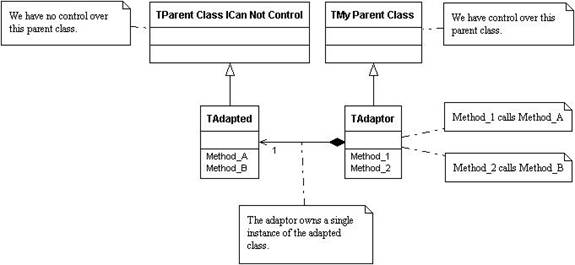 We have no control over
this parent class.
TParent Class ICan Not Control
TMy Parent Class
We have control over this
parent class.
TAdapted
Method_A
Method_B
1
TAdaptor
Method_1
Method_2
Method_1 calls Method_A
Method_2 calls Method_B
The adaptor owns a single
instance of the adapted
class.